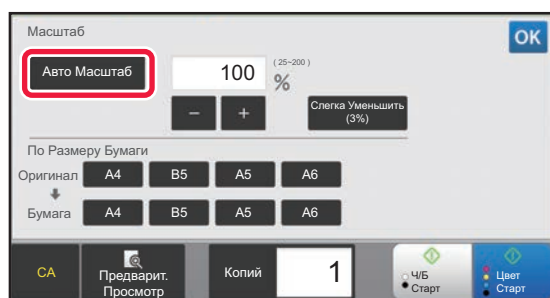 Масштаб
OK
Авто Масштаб
100
(25~200)
%
−
+
Слегка Уменьшить
(3%)
По Размеру Бумаги
Оригинал
A4
B5
A5
A6
Бумага
A4
B5
A5
A6
CA
Предварит.
Просмотр
Копий
1
Ч/Б
Старт
Цвет
Старт